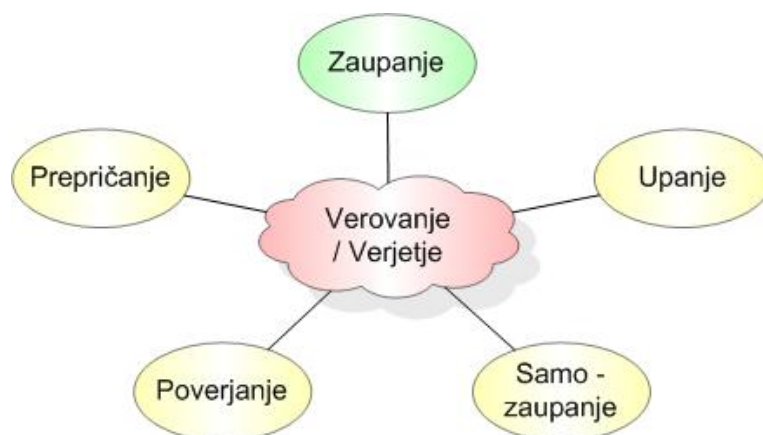 Zaupanje
Prepričanje
Upanje
Verovanje
/ Verjetje
Poverjanje
Samo -
zaupanje